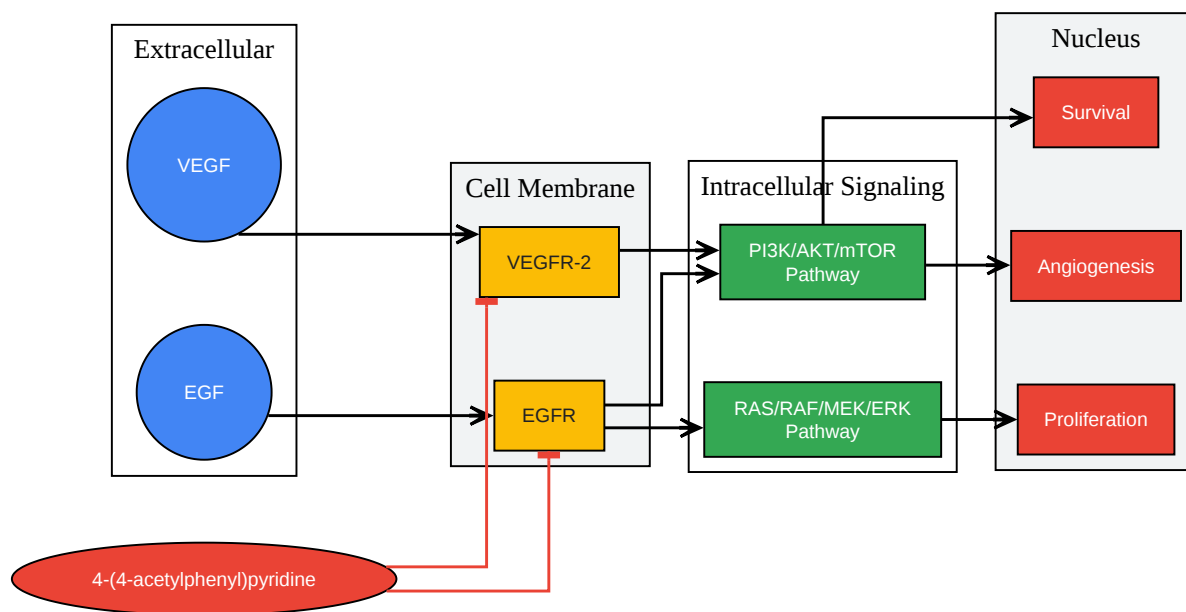 Extracellular
VEGF
EGF
Cell Membrane
VEGFR-2
EGFR
Intracellular Signaling
PI3K/AKT/mTOR
Pathway
RAS/RAF/MEK/ERK
Pathway
Nucleus
Survival
Angiogenesis
Proliferation
4-(4-acetylphenyl)pyridine